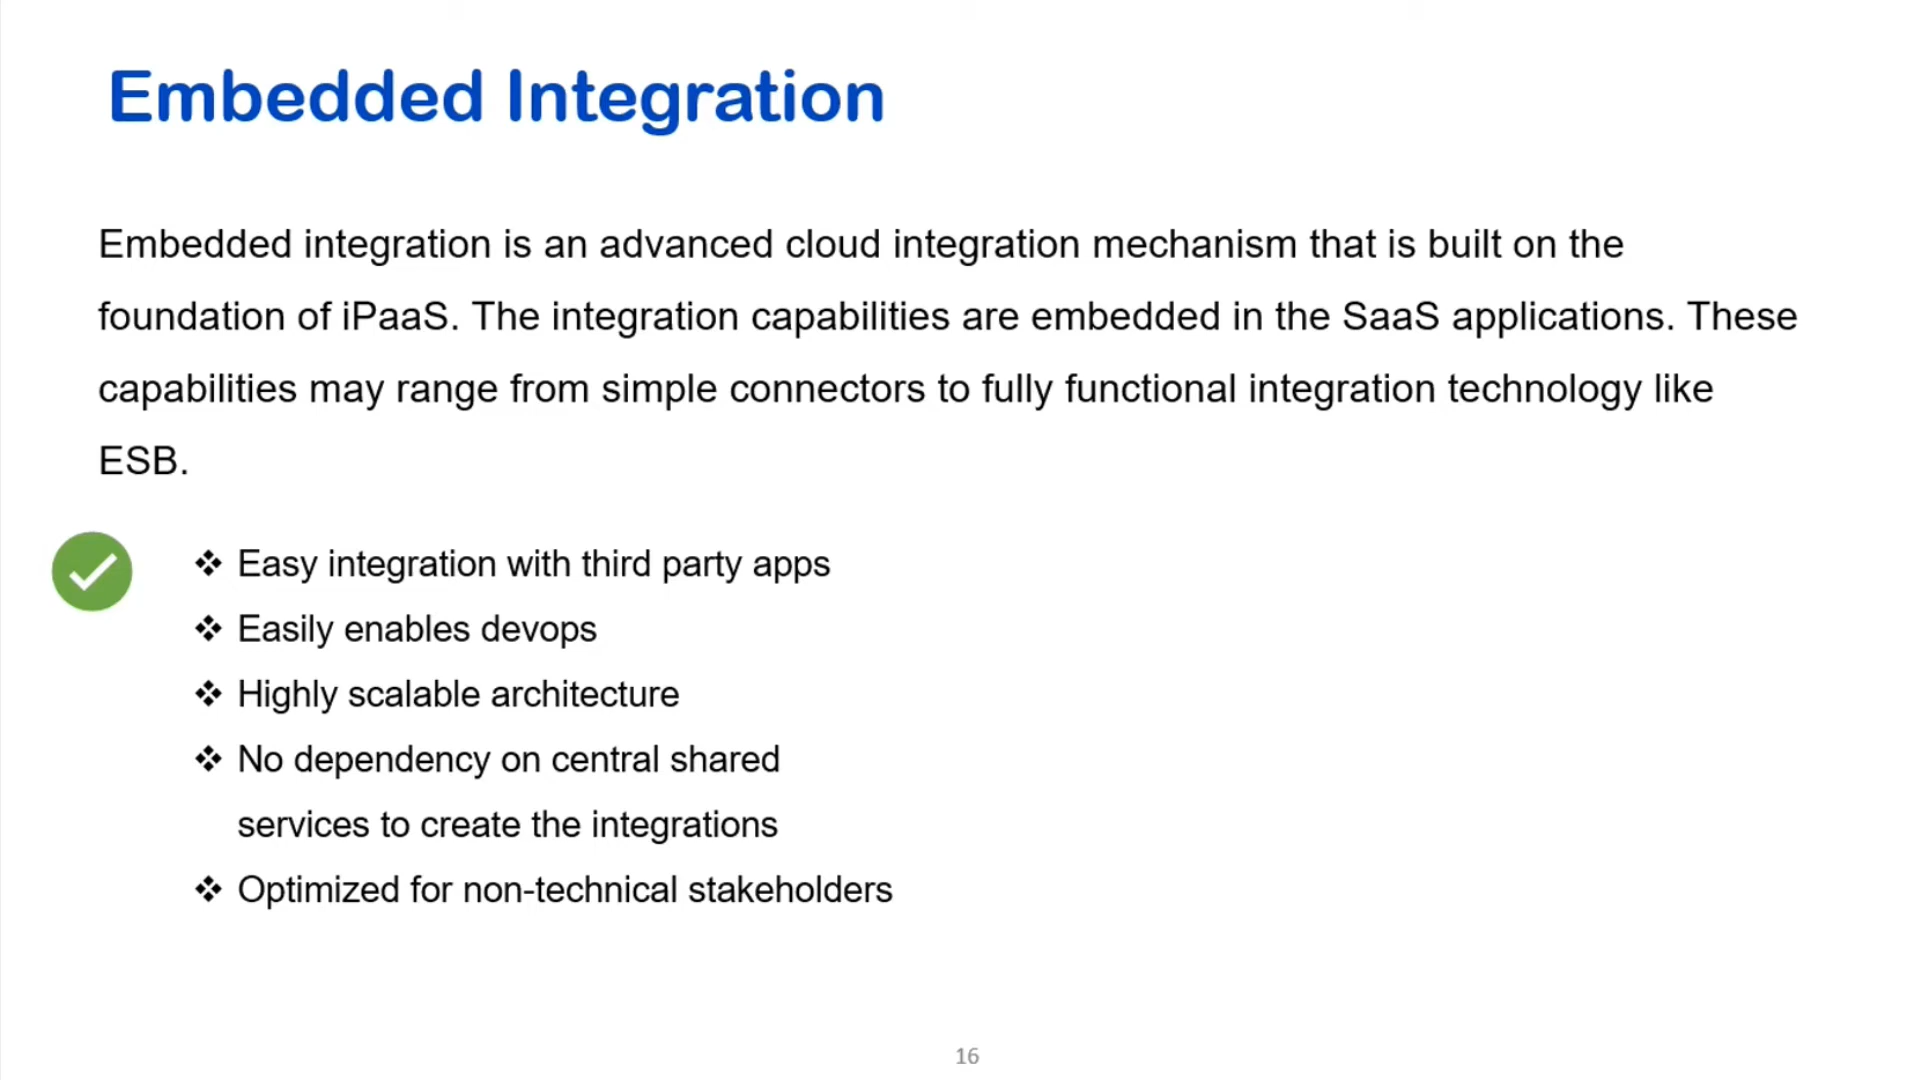 Embedded Integration
Embedded integration is an advanced cloud integration mechanism that is built on the
foundation of iPaaS. The integration capabilities are embedded in the SaaS applications. These
capabilities may range from simple connectors to fully functional integration technology like
ESB.
❖ Easy integration with third party apps
❖ Easily enables devops
❖ Highly scalable architecture
❖ No dependency on central shared
services to create the integrations
❖ Optimized for non-technical stakeholders
16